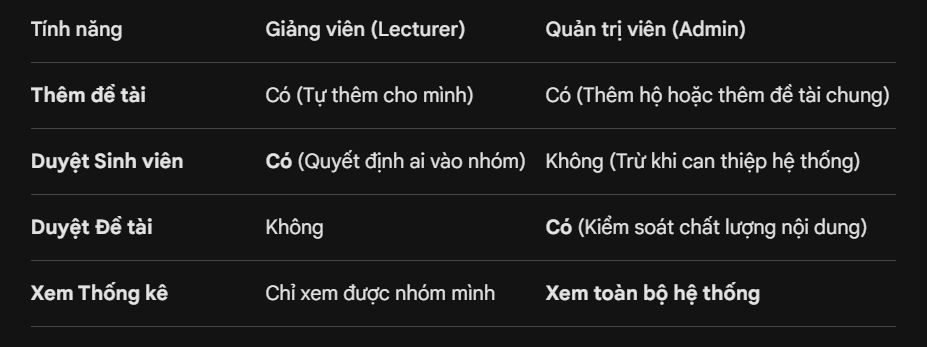 Tính năng Giảng viên (Lecturer) Quản trị viên (Admin)
Thêm đề tài Có (Tự thêm cho mình) Có (Thêm hộ hoặc thêm đề tài chung)
Duyệt Sinh viên Có (Quyết định ai vào nhóm) Không (Trừ khi can thiệp hệ thống)
Duyệt Đề tài Không Có (Kiểm soát chất lượng nội dung)
Xem Thống kê Chỉ xem được nhóm mình Xem toàn bộ hệ thống